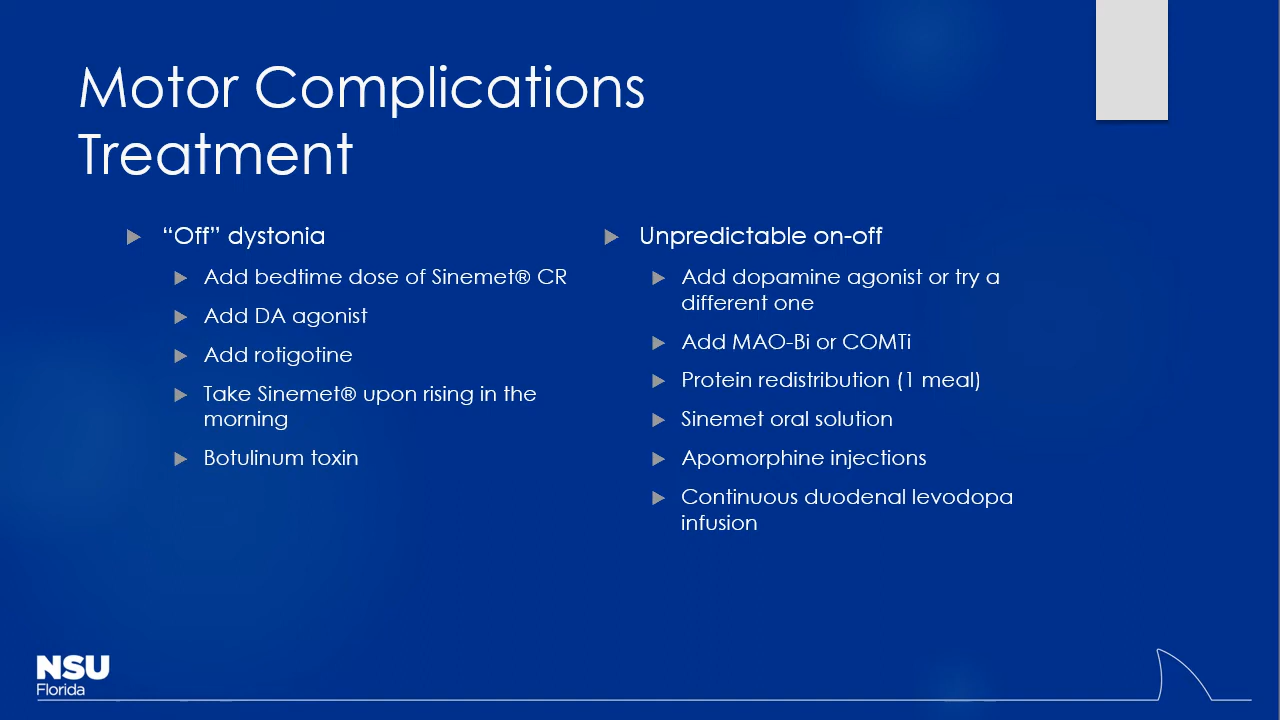 Motor Complications
Treatment
“Off” dystonia
Add bedtime dose of Sinemet® CR
Add DA agonist
Add rotigotine
Take Sinemet® upon rising in the
morning
Botulinum toxin
Unpredictable on-off
Add dopamine agonist or try a
different one
Add MAO-Bi or COMTi
Protein redistribution (1 meal)
Sinemet oral solution
Apomorphine injections
Continuous duodenal levodopa
infusion
NSU
Florida